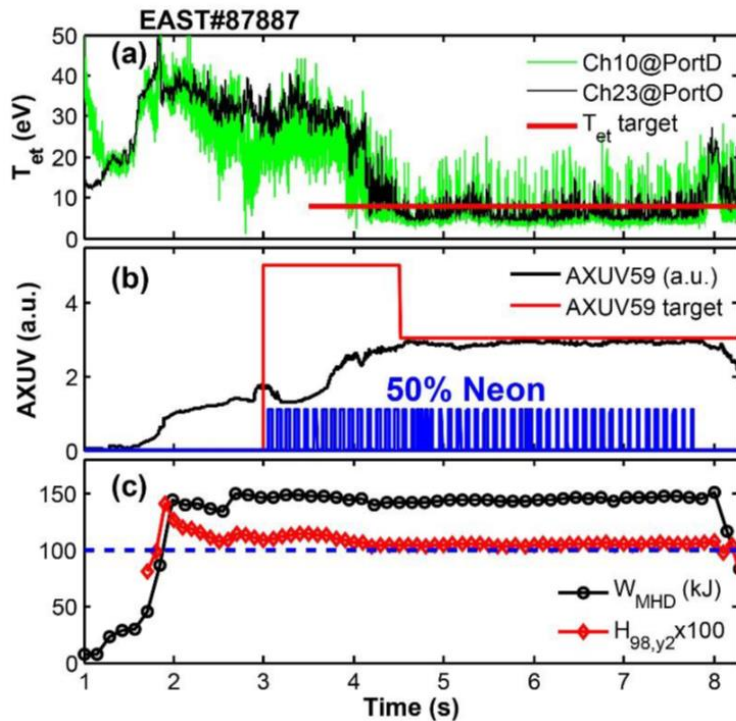 EAST#87887
(a)
Ch10@PortD
Ch23@PortO
T_et target
T_et (eV)
50
40
30
20
10
0
(b)
AXUV59 (a.u.)
AXUV59 target
50% Neon
AXUV (a.u.)
4
2
0
(c)
W_MHD (kJ)
H_98,y2x100
150
100
50
0
1 2 3 4 5 6 7 8
Time (s)